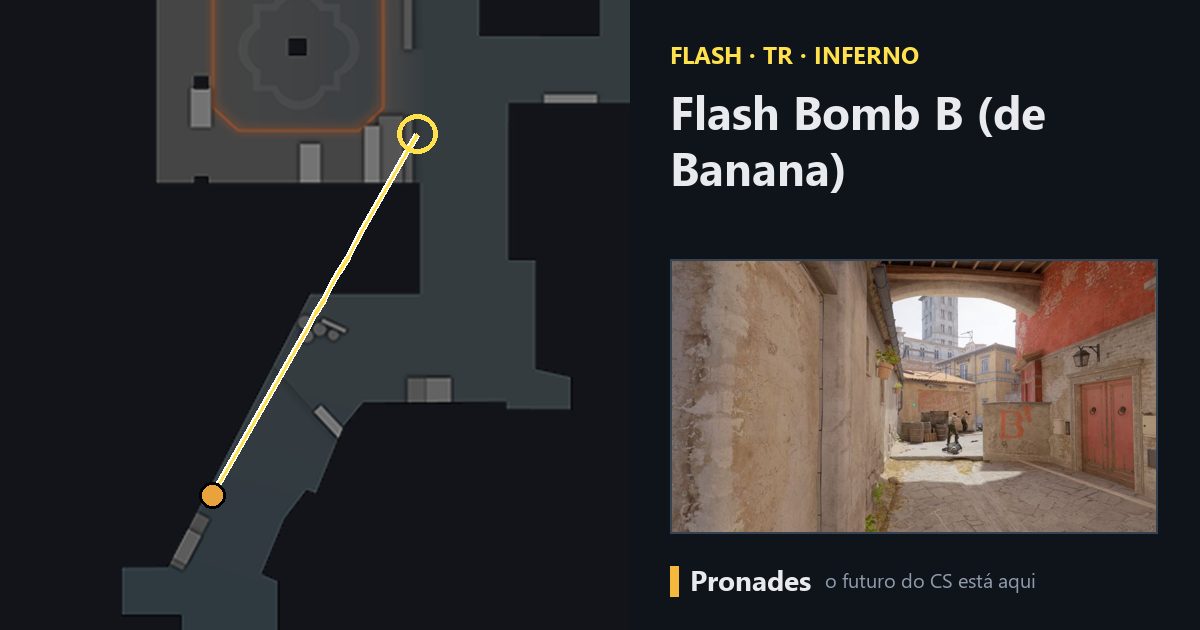 FLASH · TR · INFERNO
Flash Bomb B (de
Banana)
B
Pronades o futuro do CS está aqui